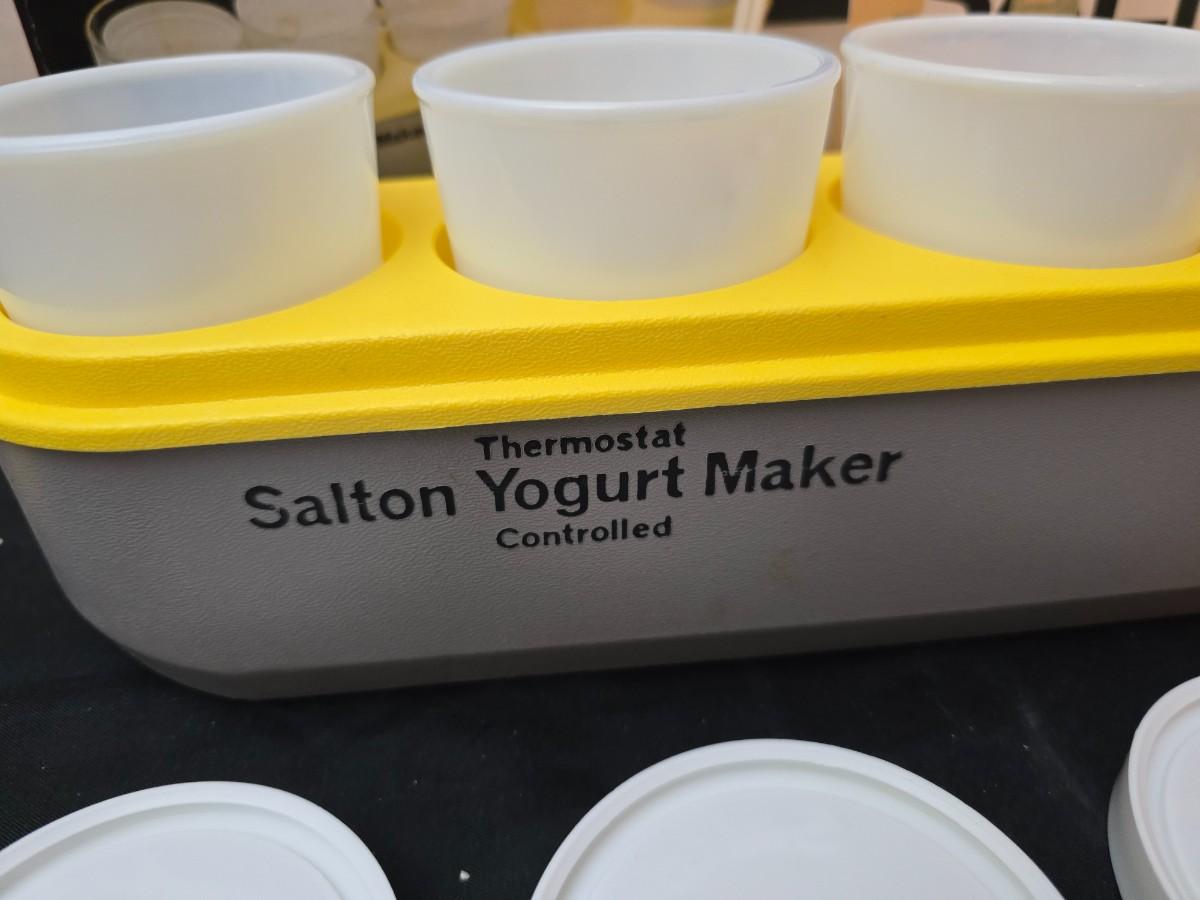 Thermostat
Salton Yogurt Maker
Controlled